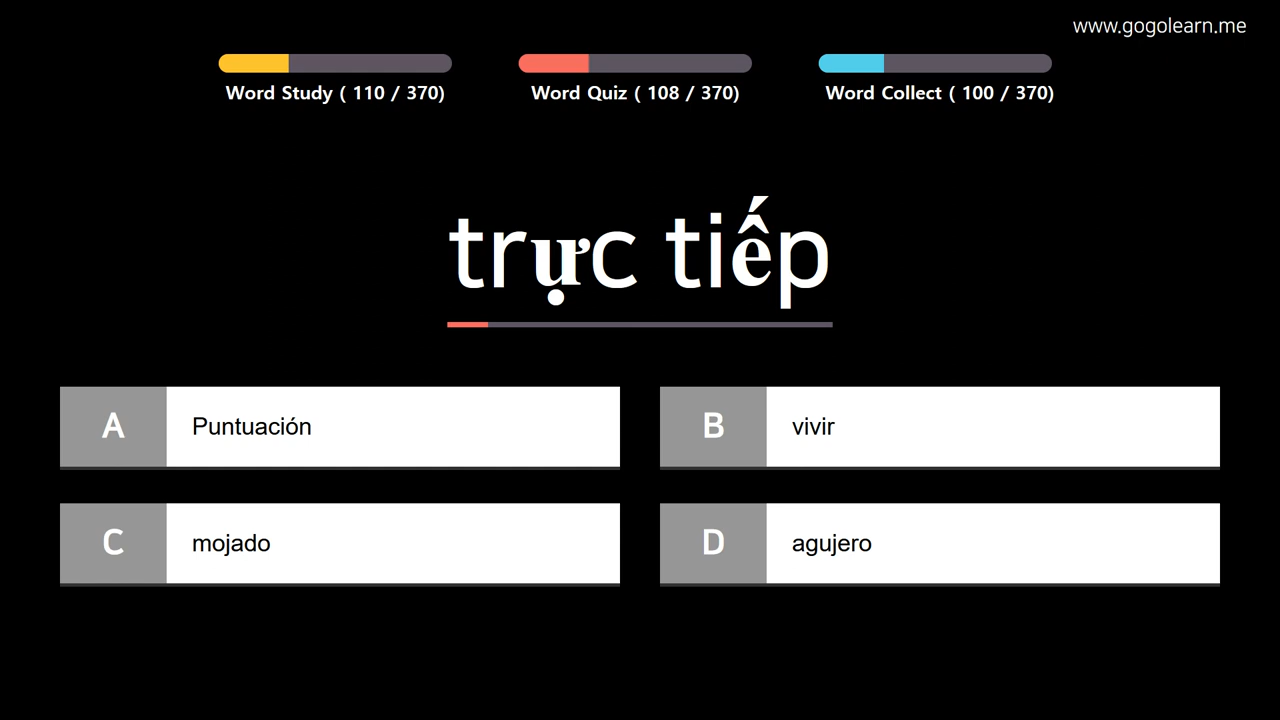 www.gogolearn.me
Word Study ( 110 / 370)
Word Quiz ( 108 / 370)
Word Collect ( 100 / 370)
trực tiếp
A Puntuación
B vivir
C mojado
D agujero